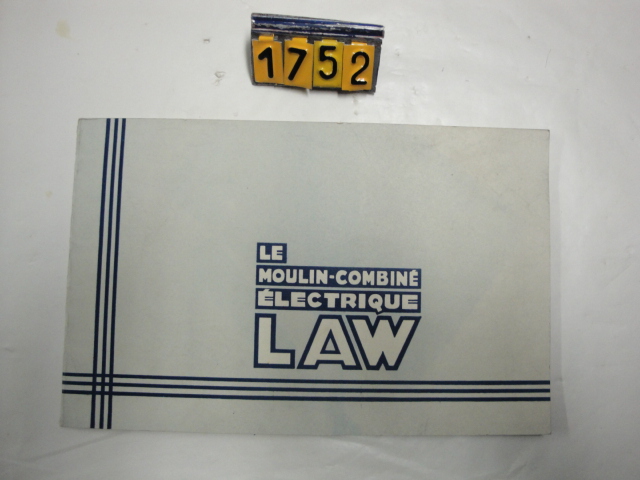 1752
LE
MOULIN-COMBINÉ
ÉLECTRIQUE
LAW